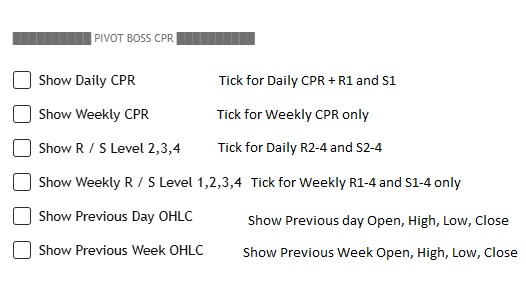 PIVOT BOSS CPR
Show Daily CPR Tick for Daily CPR + R1 and S1
Show Weekly CPR Tick for Weekly CPR only
Show R / S Level 2,3,4 Tick for Daily R2-4 and S2-4
Show Weekly R / S Level 1,2,3,4 Tick for Weekly R1-4 and S1-4 only
Show Previous Day OHLC Show Previous day Open, High, Low, Close
Show Previous Week OHLC Show Previous Week Open, High, Low, Close